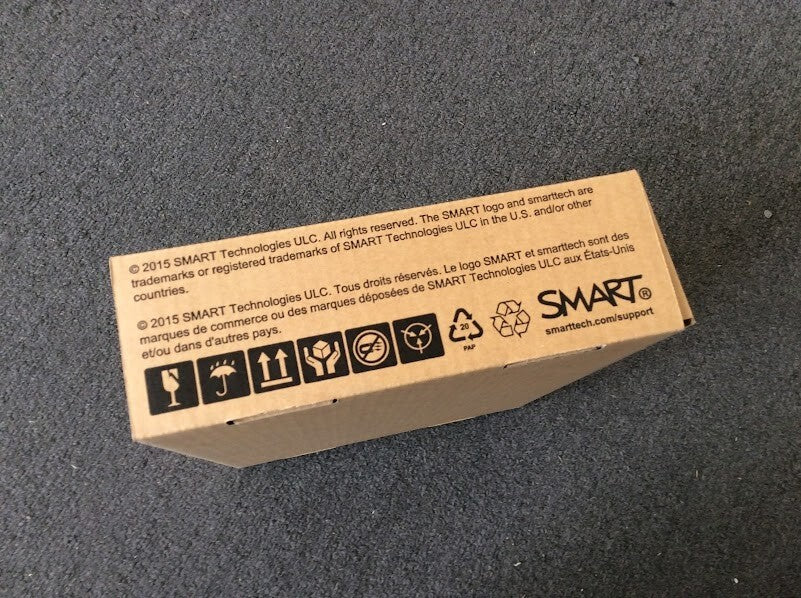 © 2015 SMART Technologies ULC. All rights reserved. The SMART logo and smarttech are
trademarks or registered trademarks of SMART Technologies ULC in the U.S. and/or other
countries.
© 2015 SMART Technologies ULC. Tous droits réservés. Le logo SMART et smarttech sont des
marques de commerce ou des marques déposées de SMART Technologies ULC aux États-Unis
et/ou dans d'autres pays.
20
PAP
SMART®
smarttech.com/support